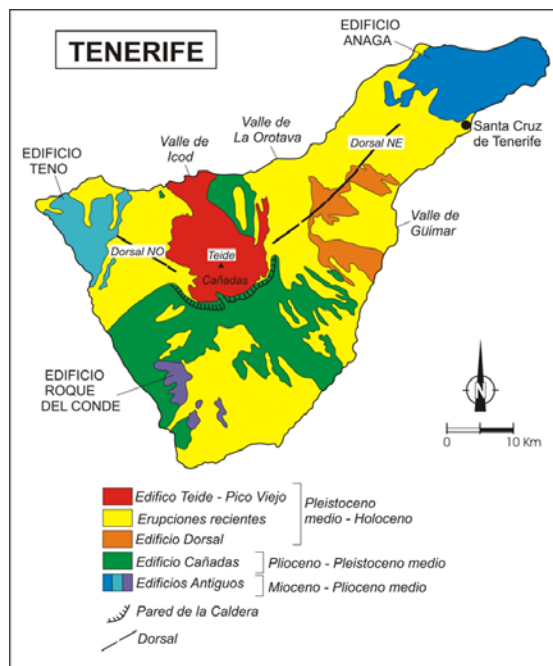 TENERIFE
EDIFICIO
ANAGA
Santa Cruz
de Tenerife
Valle de
La Orotava
Dorsal NE
Valle de
Icod
EDIFICIO
TENO
Valle de
Güimar
Dorsal NO
Teide
Cañadas
EDIFICIO
ROQUE
DEL CONDE
N
0 10 Km
Edifico Teide - Pico Viejo
Erupciones recientes
Edificio Dorsal
Pleistoceno
medio - Holoceno
Edificio Cañadas
Plioceno - Pleistoceno medio
Edificios Antiguos
Mioceno - Plioceno medio
Pared de la Caldera
Dorsal